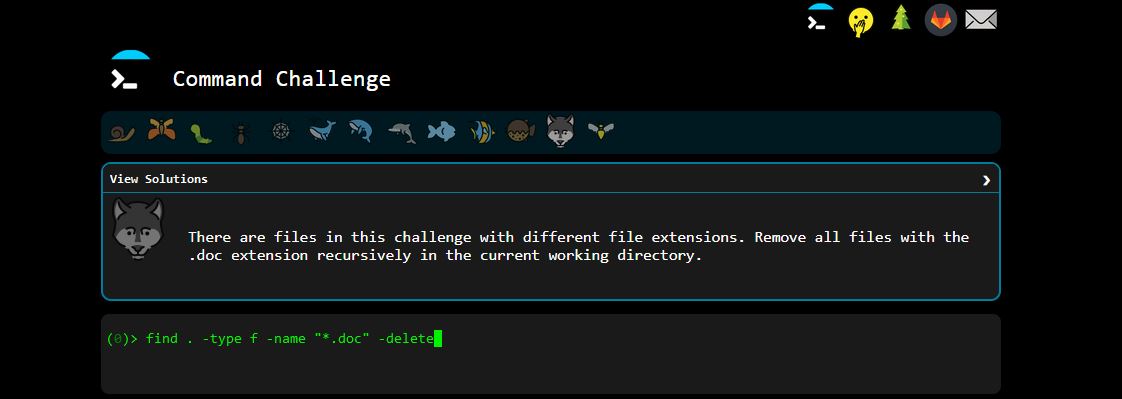 Command Challenge
View Solutions
There are files in this challenge with different file extensions. Remove all files with the
.doc extension recursively in the current working directory.
(0)> find . -type f -name "*.doc" -delete